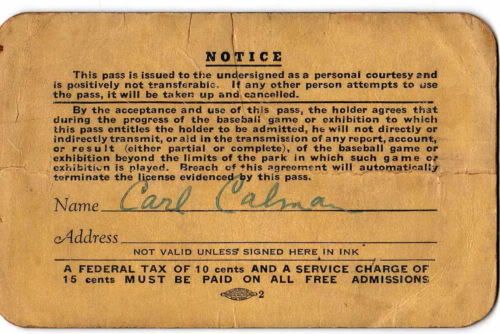 NOTICE
This pass is issued to the undersigned as a personal courtesy and
is positively not transferable. If any other person attempts to use
the pass, it will be taken up and cancelled.
By the acceptance and use of this pass, the holder agrees that
during the progress of the baseball game or exhibition to which
this pass entitles the holder to be admitted, he will not directly or
indirectly transmit, or aid in the transmission of any report, account,
or result (either partial or complete), of the baseball game or
exhibition beyond the limits of the park in which such game or
exhibition is played. Breach of this agreement will automatically
terminate the license evidenced by this pass.
Name Carl Calman
Address
NOT VALID UNLESS SIGNED HERE IN INK
A FEDERAL TAX OF 10 cents AND A SERVICE CHARGE OF
15 cents MUST BE PAID ON ALL FREE ADMISSIONS
2